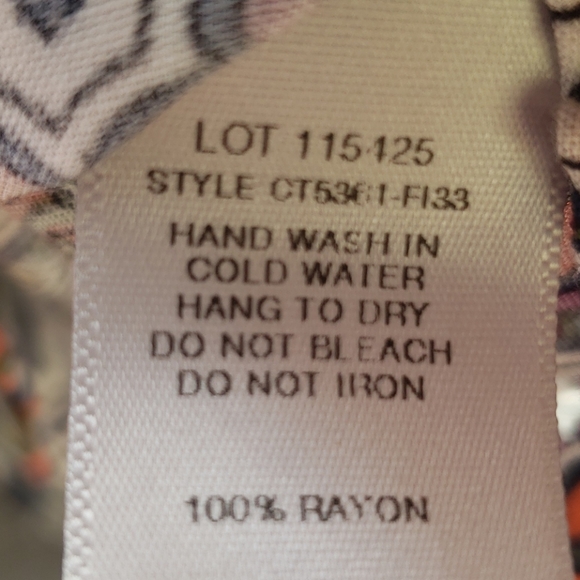 LOT 115425
STYLE CT5361-FI33
HAND WASH IN
COLD WATER
HANG TO DRY
DO NOT BLEACH
DO NOT IRON
100% RAYON